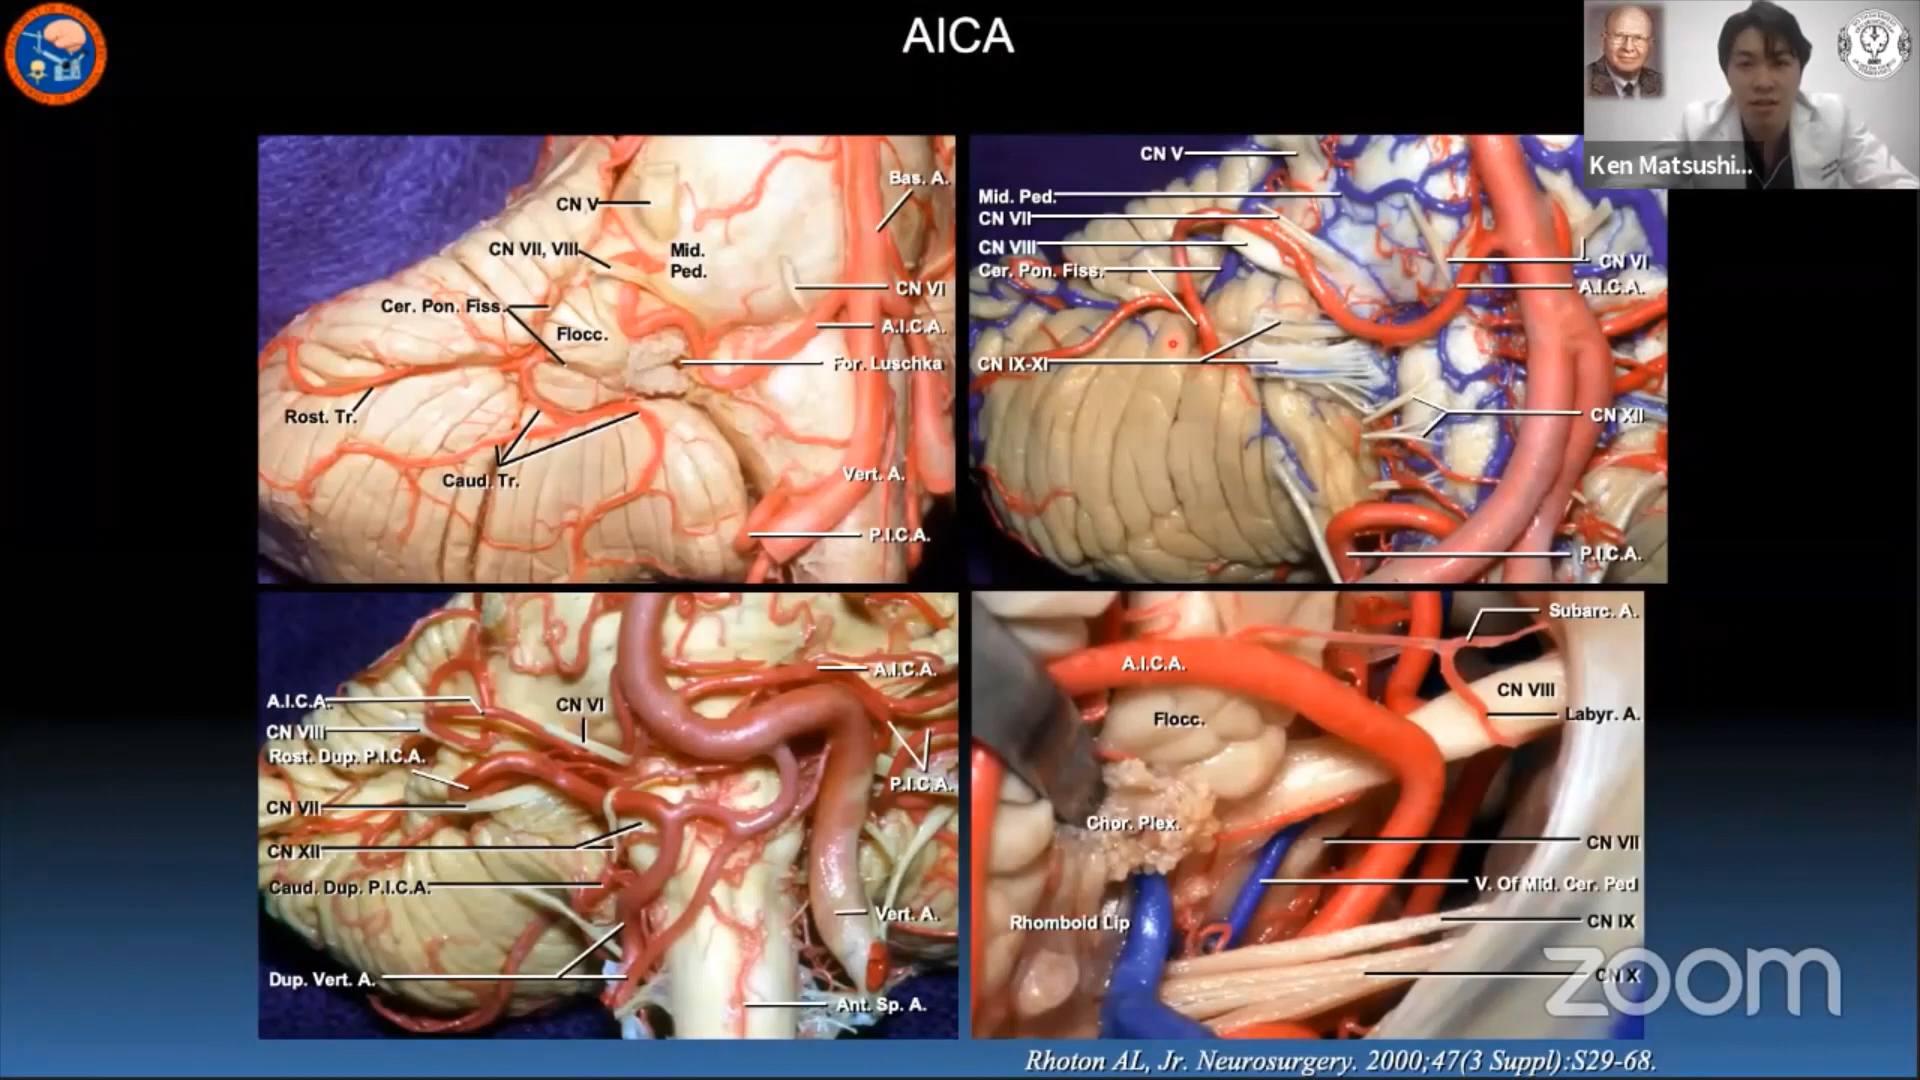 AICA
Ken Matsushi...
CN V
Bas. A.
CN VII, VIII
Mid.
Ped.
CN VI
Cer. Pon. Fiss.
A.I.C.A.
Flocc.
For. Luschka
Rost. Tr.
Caud. Tr.
Vert. A.
P.I.C.A.
CN V
Mid. Ped.
CN VII
CN VIII
CN VI
Cer. Pon. Fiss.
A.I.C.A.
CN IX-XI
CN XII
P.I.C.A.
A.I.C.A.
A.I.C.A.
CN VI
CN VIII
Rost. Dup. P.I.C.A.
P.I.C.A.
CN VII
CN XII
Caud. Dup. P.I.C.A.
Vert. A.
Dup. Vert. A.
Ant. Sp. A.
Subarc. A.
A.I.C.A.
CN VIII
Flocc.
Labyr. A.
Chor. Plex.
CN VII
V. Of Mid. Cer. Ped
Rhomboid Lip
CN IX
CN X
zoom
Rhoton AL, Jr. Neurosurgery. 2000;47(3 Suppl):S29-68.